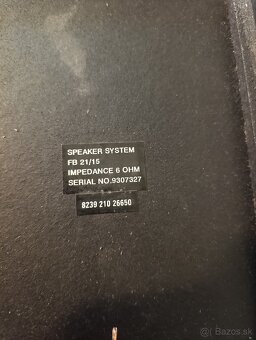 SPEAKER SYSTEM
FB 21/15
IMPEDANCE 6 OHM
SERIAL NO.9307327
8239 210 26650
bazos.sk